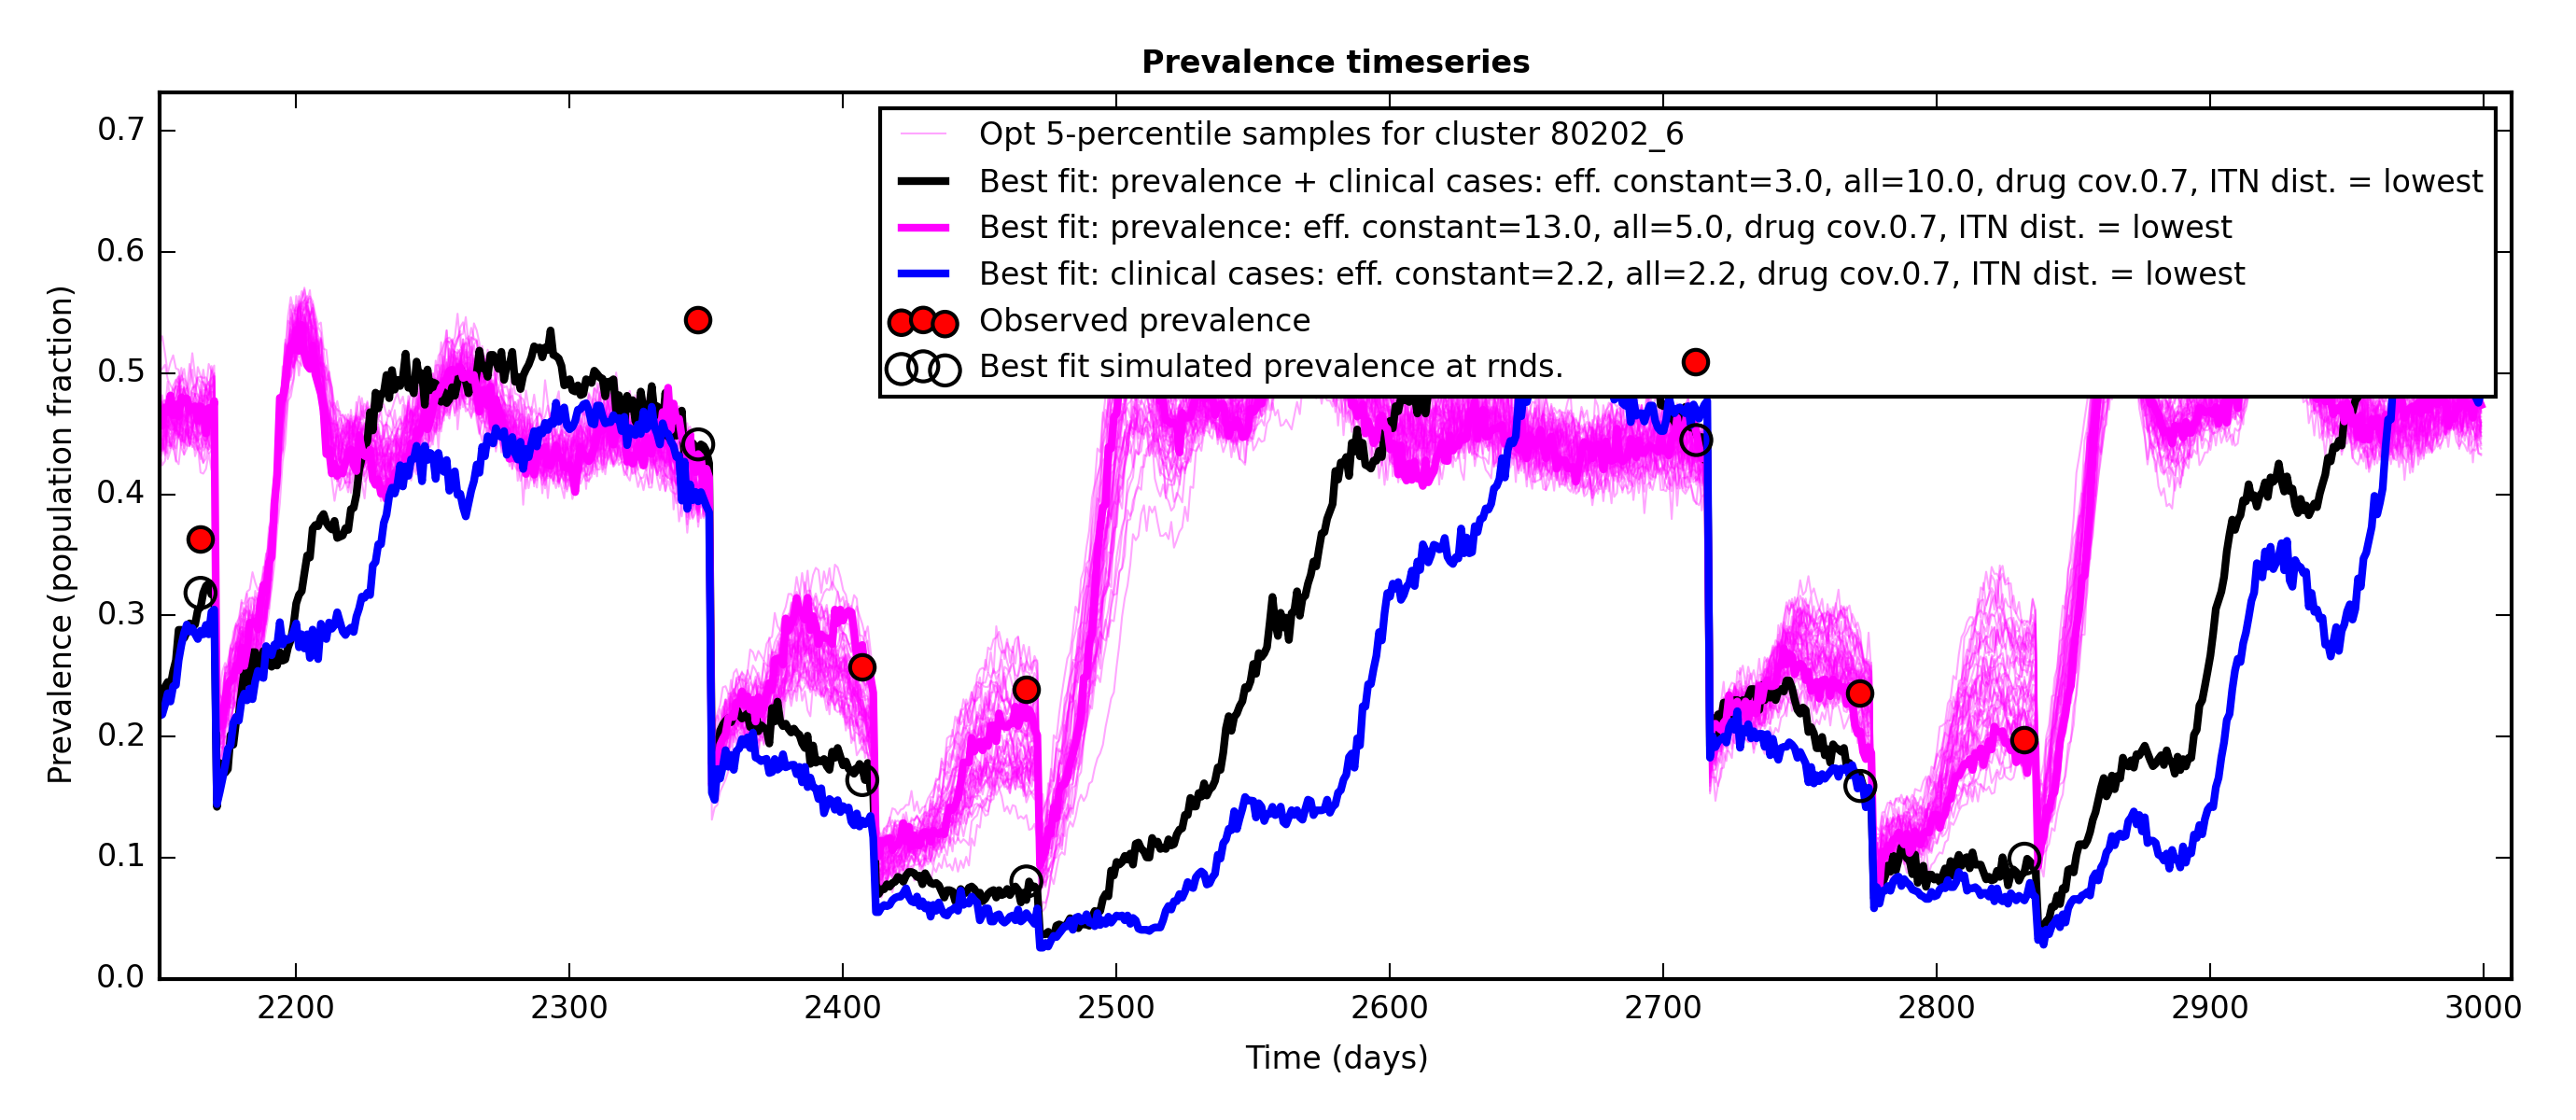 Prevalence timeseries
0.7
0.6
0.5
0.4
0.3
0.2
0.1
0.0
Prevalence (population fraction)
Opt 5-percentile samples for cluster 80202_6
Best fit: prevalence + clinical cases: eff. constant=3.0, all=10.0, drug cov.0.7, ITN dist. = lowest
Best fit: prevalence: eff. constant=13.0, all=5.0, drug cov.0.7, ITN dist. = lowest
Best fit: clinical cases: eff. constant=2.2, all=2.2, drug cov.0.7, ITN dist. = lowest
Observed prevalence
Best fit simulated prevalence at rnds.
2200 2300 2400 2500 2600 2700 2800 2900 3000
Time (days)